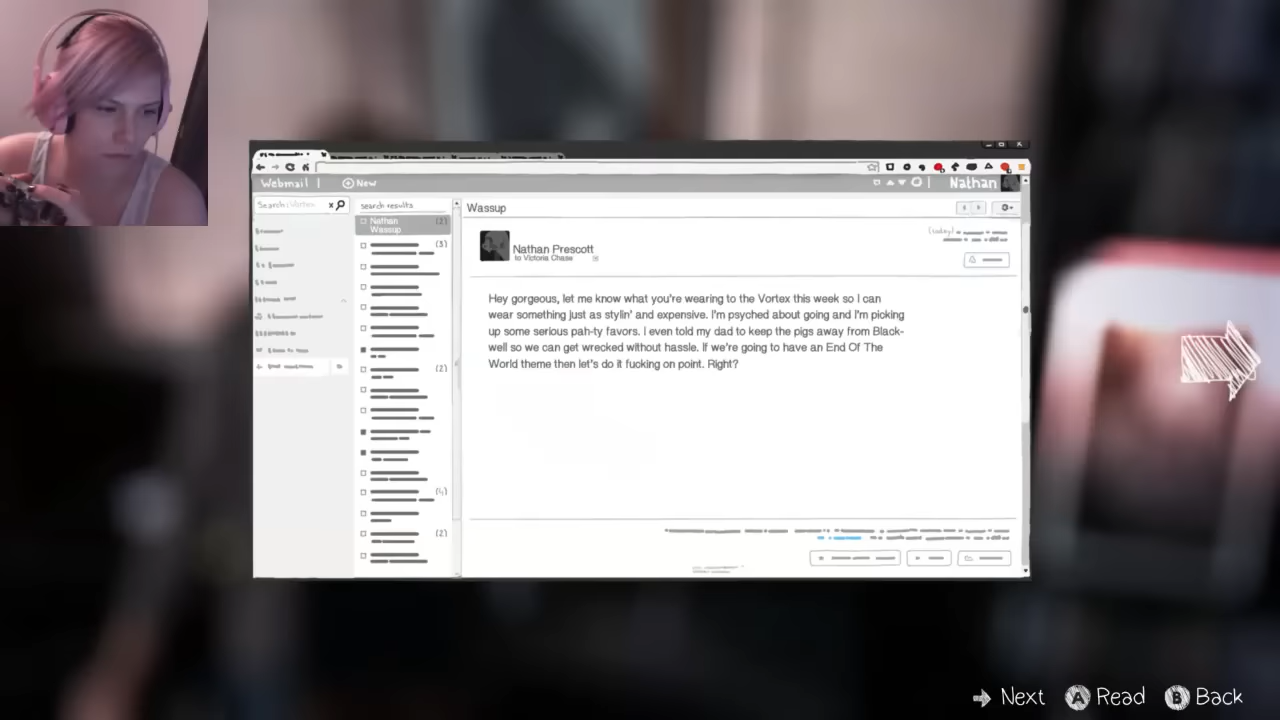 Webmail | New
Nathan
Search: Vortex x
search results
Nathan (2)
Wassup
(3)
(2)
(4)
(2)
Wassup
(today)
Nathan Prescott
to Victoria Chase
Hey gorgeous, let me know what you're wearing to the Vortex this week so I can
wear something just as stylin' and expensive. I'm psyched about going and I'm picking
up some serious pah-ty favors. I even told my dad to keep the pigs away from Black-
well so we can get wrecked without hassle. If we're going to have an End Of The
World theme then let's do it fucking on point. Right?
Next A Read B Back